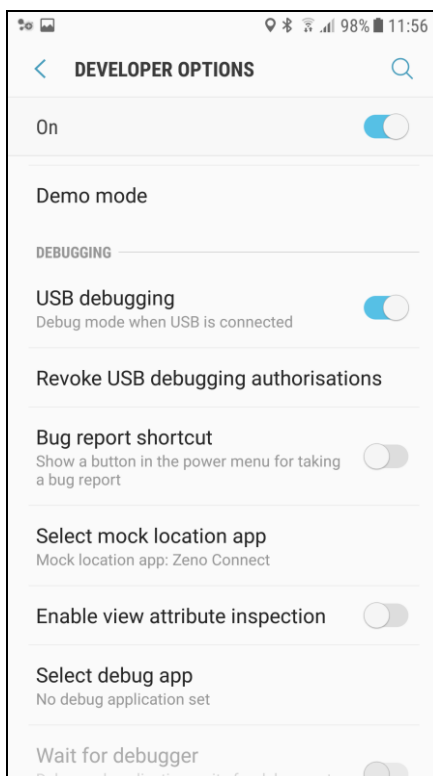 98% 11:56
DEVELOPER OPTIONS
On
Demo mode
DEBUGGING
USB debugging
Debug mode when USB is connected
Revoke USB debugging authorisations
Bug report shortcut
Show a button in the power menu for taking
a bug report
Select mock location app
Mock location app: Zeno Connect
Enable view attribute inspection
Select debug app
No debug application set
Wait for debugger